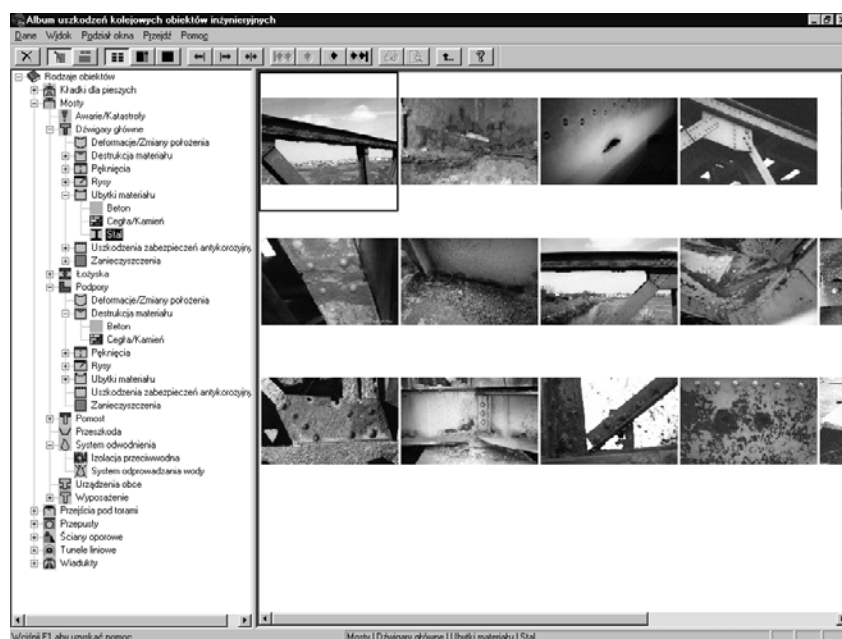 Album uszkodzeń kolejowych obiektów inżynieryjnych
Dane Widok Podział okna Przejdź Pomoc
Rodzaje obiektów
Kładki dla pieszych
Mosty
Awarie/Katastrofy
Dźwigary główne
Deformacje/Zmiany położenia
Destrukcja materiału
Pęknięcia
Rysy
Ubytki materiału
Beton
Cegła/Kamień
Stal
Uszkodzenia zabezpieczeń antykorozyjny
Zanieczyszczenia
Łożyska
Podpory
Deformacje/Zmiany położenia
Destrukcja materiału
Beton
Cegła/Kamień
Pęknięcia
Rysy
Ubytki materiału
Uszkodzenia zabezpieczeń antykorozyjny
Zanieczyszczenia
Pomost
Przeszkoda
System odwodnienia
Izolacja przeciwwodna
System odprowadzania wody
Urządzenia obce
Wyposażenie
Przejścia pod torami
Przepusty
Ściany oporowe
Tunele liniowe
Wiadukty
Wciśnij F1 aby uzyskać pomoc
Mosty | Dźwigary główne | Ubytki materiału | Stal